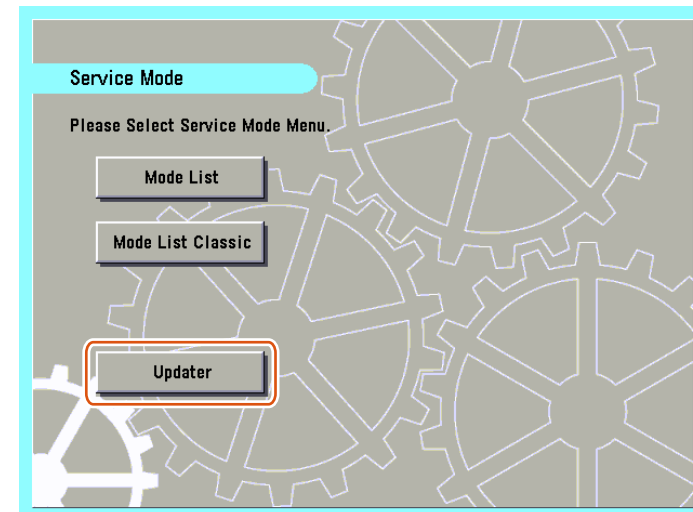 Service Mode
Please Select Service Mode Menu.
Mode List
Mode List Classic
Updater